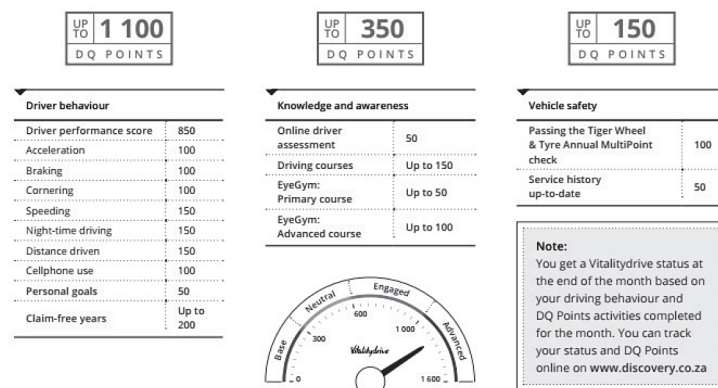 UP TO 1 100
DQ POINTS
Driver behaviour
Driver performance score 850
Acceleration 100
Braking 100
Cornering 100
Speeding 150
Night-time driving 150
Distance driven 150
Cellphone use 100
Personal goals 50
Claim-free years Up to 200
UP TO 350
DQ POINTS
Knowledge and awareness
Online driver
assessment 50
Driving courses Up to 150
EyeGym:
Primary course Up to 50
EyeGym:
Advanced course Up to 100
Base
Neutral
Engaged
Advanced
0
300
600
1 000
1 600
Vitalitydrive
UP TO 150
DQ POINTS
Vehicle safety
Passing the Tiger Wheel
& Tyre Annual MultiPoint
check 100
Service history
up-to-date 50
Note:
You get a Vitalitydrive status at
the end of the month based on
your driving behaviour and
DQ Points activities completed
for the month. You can track
your status and DQ Points
online on www.discovery.co.za